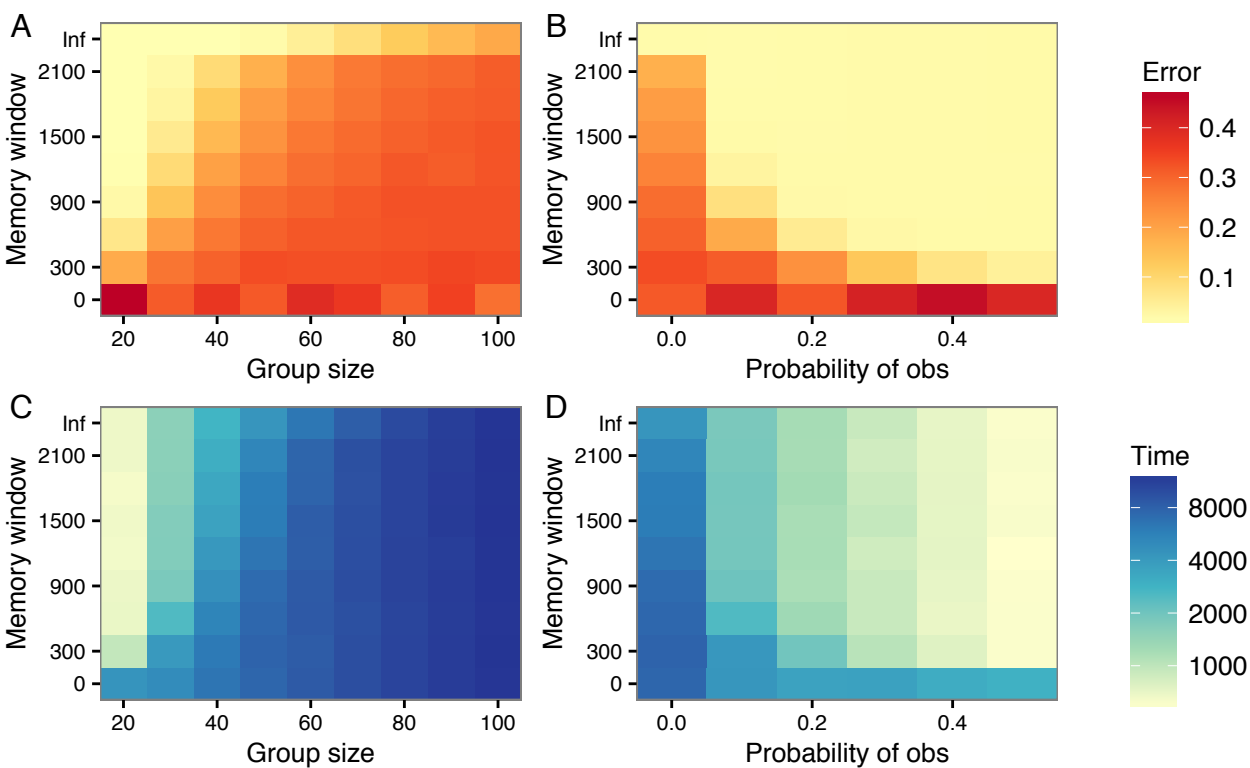 A
Memory window
Inf
2100
1500
900
300
0
20 40 60 80 100
Group size
B
Memory window
Inf
2100
1500
900
300
0
0.0 0.2 0.4
Probability of obs
Error
0.4
0.3
0.2
0.1
C
Memory window
Inf
2100
1500
900
300
0
20 40 60 80 100
Group size
D
Memory window
Inf
2100
1500
900
300
0
0.0 0.2 0.4
Probability of obs
Time
8000
4000
2000
1000